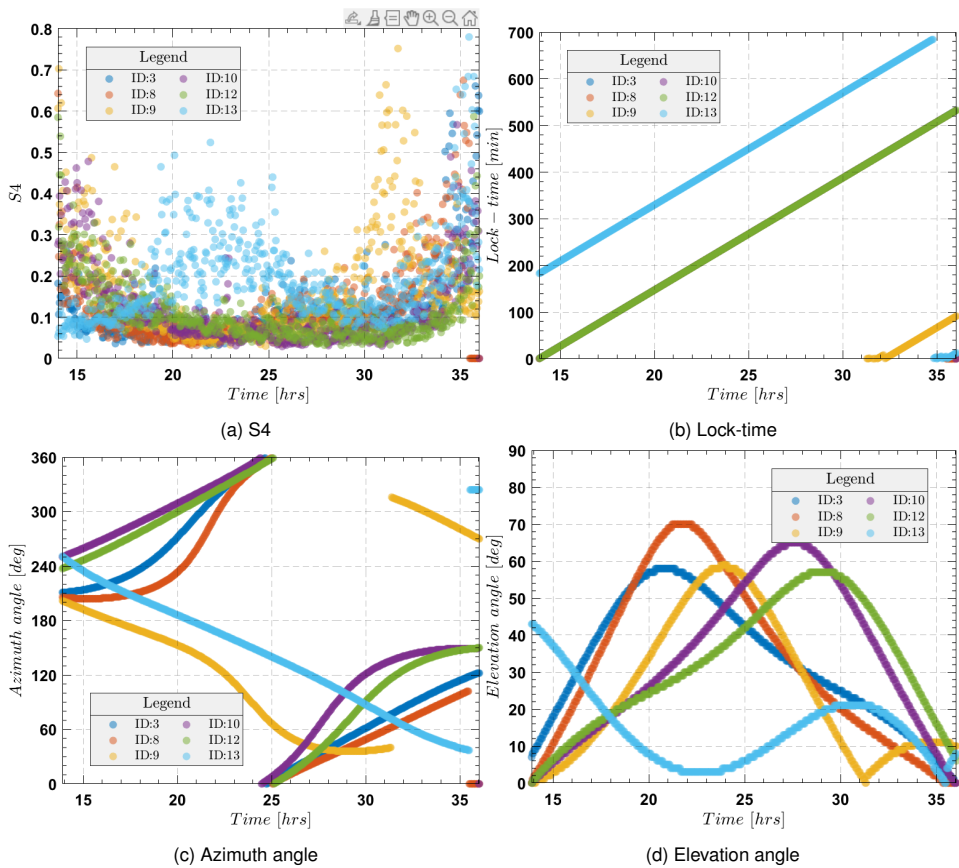 0.8
0.7
0.6
0.5
0.4
0.3
0.2
0.1
0
S4
Legend
ID:3 ID:10
ID:8 ID:12
ID:9 ID:13
15 20 25 30 35
Time [hrs]
(a) S4
700
600
500
400
300
200
100
0
Lock − time [min]
Legend
ID:3 ID:10
ID:8 ID:12
ID:9 ID:13
15 20 25 30 35
Time [hrs]
(b) Lock-time
360
300
240
180
120
60
0
Azimuth angle [deg]
Legend
ID:3 ID:10
ID:8 ID:12
ID:9 ID:13
15 20 25 30 35
Time [hrs]
(c) Azimuth angle
90
80
70
60
50
40
30
20
10
0
Elevation angle [deg]
Legend
ID:3 ID:10
ID:8 ID:12
ID:9 ID:13
15 20 25 30 35
Time [hrs]
(d) Elevation angle